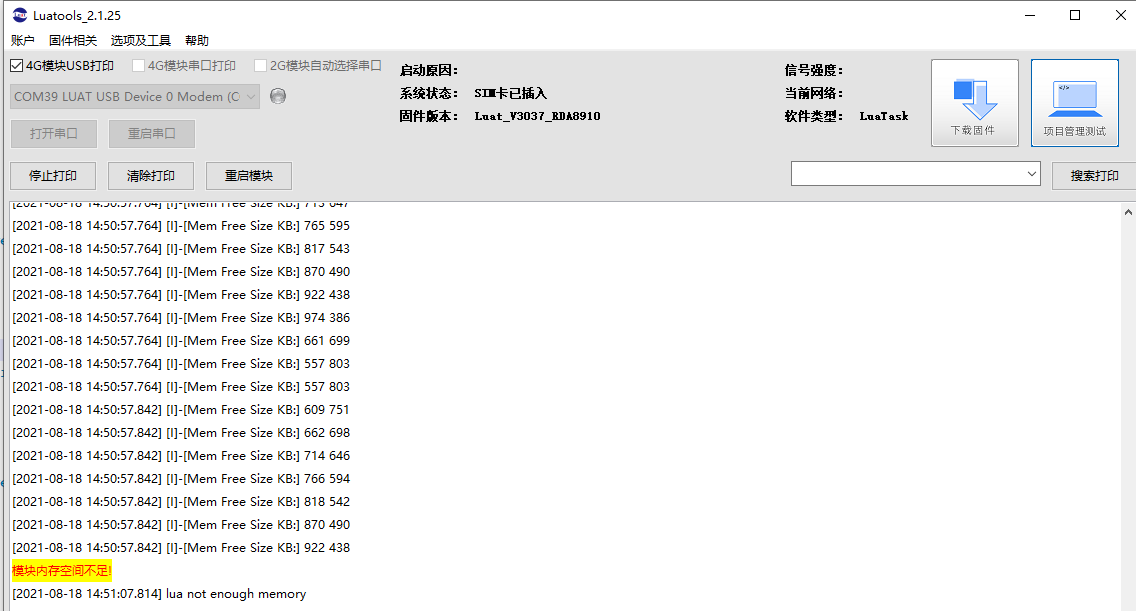 Luatools_2.1.25
账户 固件相关 选项及工具 帮助
4G模块USB打印 4G模块串口打印 2G模块自动选择串口
COM39 LUAT USB Device 0 Modem (C
打开串口 重启串口
启动原因：
系统状态： SIM卡已插入
固件版本： Luat_V3037_RDA8910
信号强度：
当前网络：
软件类型： LuaTask
下载固件
项目管理测试
停止打印 清除打印 重启模块 搜索打印
[2021-08-18 14:50:57.764] [I]-[Mem Free Size KB:] 713 647
[2021-08-18 14:50:57.764] [I]-[Mem Free Size KB:] 765 595
[2021-08-18 14:50:57.764] [I]-[Mem Free Size KB:] 817 543
[2021-08-18 14:50:57.764] [I]-[Mem Free Size KB:] 870 490
[2021-08-18 14:50:57.764] [I]-[Mem Free Size KB:] 922 438
[2021-08-18 14:50:57.764] [I]-[Mem Free Size KB:] 974 386
[2021-08-18 14:50:57.764] [I]-[Mem Free Size KB:] 661 699
[2021-08-18 14:50:57.764] [I]-[Mem Free Size KB:] 557 803
[2021-08-18 14:50:57.764] [I]-[Mem Free Size KB:] 557 803
[2021-08-18 14:50:57.842] [I]-[Mem Free Size KB:] 609 751
[2021-08-18 14:50:57.842] [I]-[Mem Free Size KB:] 662 698
[2021-08-18 14:50:57.842] [I]-[Mem Free Size KB:] 714 646
[2021-08-18 14:50:57.842] [I]-[Mem Free Size KB:] 766 594
[2021-08-18 14:50:57.842] [I]-[Mem Free Size KB:] 818 542
[2021-08-18 14:50:57.842] [I]-[Mem Free Size KB:] 870 490
[2021-08-18 14:50:57.842] [I]-[Mem Free Size KB:] 922 438
模块内存空间不足!
[2021-08-18 14:51:07.814] lua not enough memory